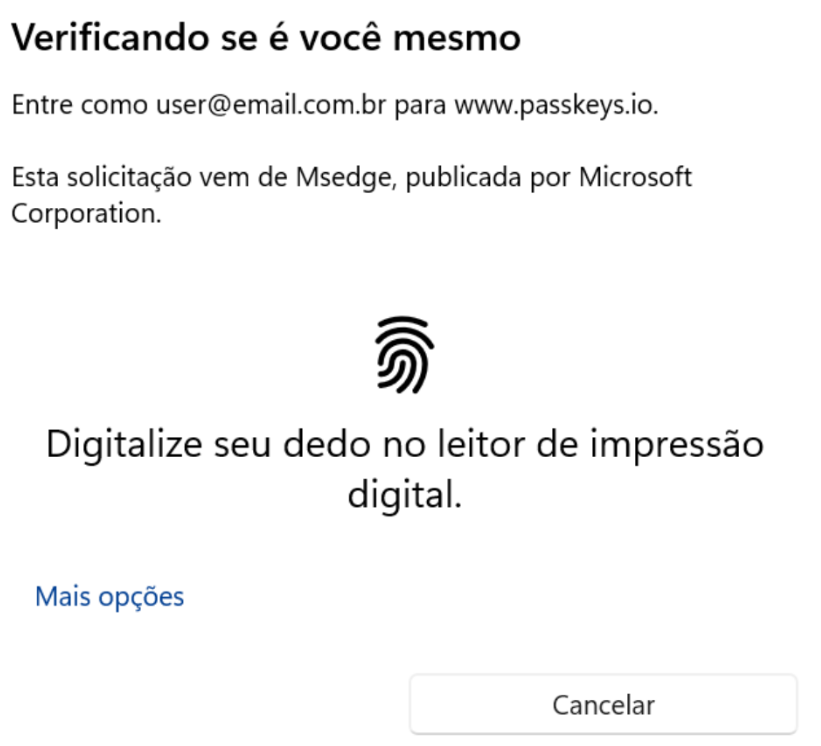 Verificando se é você mesmo
Entre como user@email.com.br para www.passkeys.io.
Esta solicitação vem de Msedge, publicada por Microsoft
Corporation.
Digitalize seu dedo no leitor de impressão
digital.
Mais opções
Cancelar